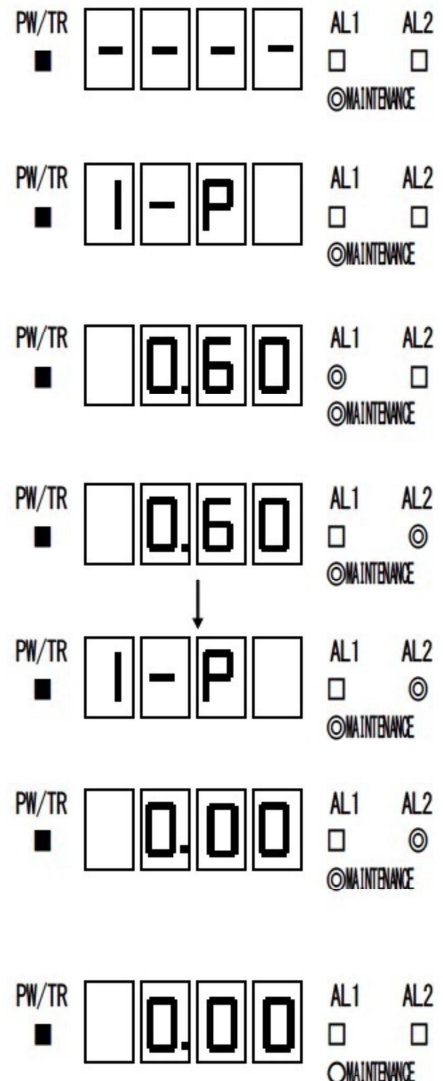 PW/TR - - - - AL1 AL2
■ □ □
◎MAINTENANCE
PW/TR 1-P AL1 AL2
■ □ □
◎MAINTENANCE
PW/TR 0.60 AL1 AL2
■ ◎ □
◎MAINTENANCE
PW/TR 0.60 AL1 AL2
■ □ ◎
◎MAINTENANCE
↓
PW/TR 1-P AL1 AL2
■ □ ◎
◎MAINTENANCE
PW/TR 0.00 AL1 AL2
■ □ ◎
◎MAINTENANCE
PW/TR 0.00 AL1 AL2
■ □ □
○MAINTENANCE